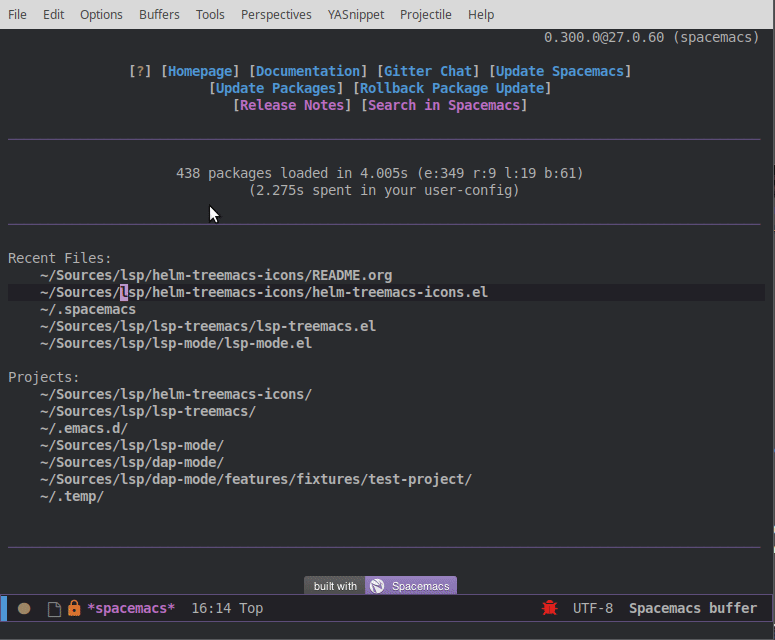 File Edit Options Buffers Tools Perspectives YASnippet Projectile Help
0.300.0@27.0.60 (spacemacs)
[?] [Homepage] [Documentation] [Gitter Chat] [Update Spacemacs]
[Update Packages] [Rollback Package Update]
[Release Notes] [Search in Spacemacs]
438 packages loaded in 4.005s (e:349 r:9 l:19 b:61)
(2.275s spent in your user-config)
Recent Files:
~/Sources/lsp/helm-treemacs-icons/README.org
~/Sources/lsp/helm-treemacs-icons/helm-treemacs-icons.el
~/.spacemacs
~/Sources/lsp/lsp-treemacs/lsp-treemacs.el
~/Sources/lsp/lsp-mode/lsp-mode.el
Projects:
~/Sources/lsp/helm-treemacs-icons/
~/Sources/lsp/lsp-treemacs/
~/.emacs.d/
~/Sources/lsp/lsp-mode/
~/Sources/lsp/dap-mode/
~/Sources/lsp/dap-mode/features/fixtures/test-project/
~/.temp/
built with Spacemacs
*spacemacs* 16:14 Top UTF-8 Spacemacs buffer